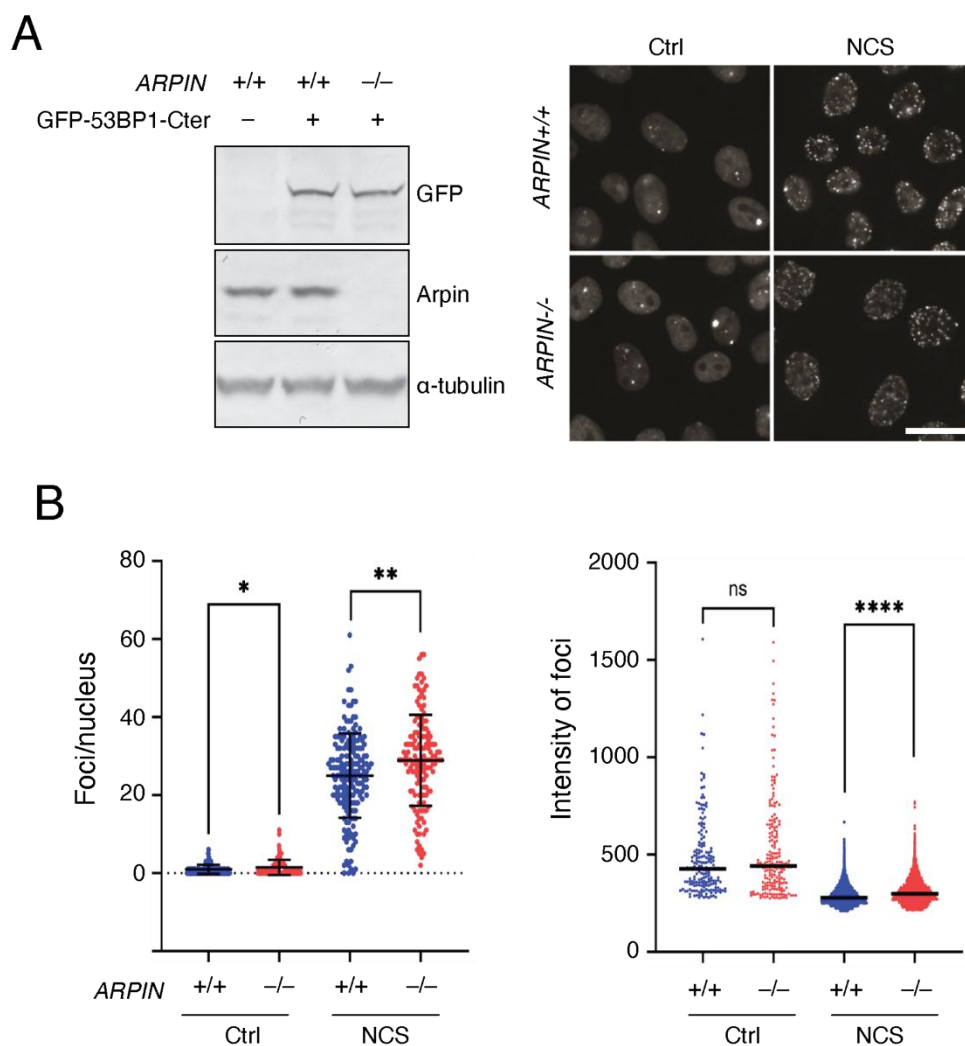 A
ARPIN +/+ +/+ –/–
GFP-53BP1-Cter – + +
GFP
Arpin
α-tubulin
Ctrl NCS
ARPIN+/+
ARPIN-/-
B
Foci/nucleus
80
60
40
20
0
*
**
ARPIN +/+ –/– +/+ –/–
Ctrl NCS
Intensity of foci
2000
1500
1000
500
0
ns
****
+/+ –/– +/+ –/–
Ctrl NCS